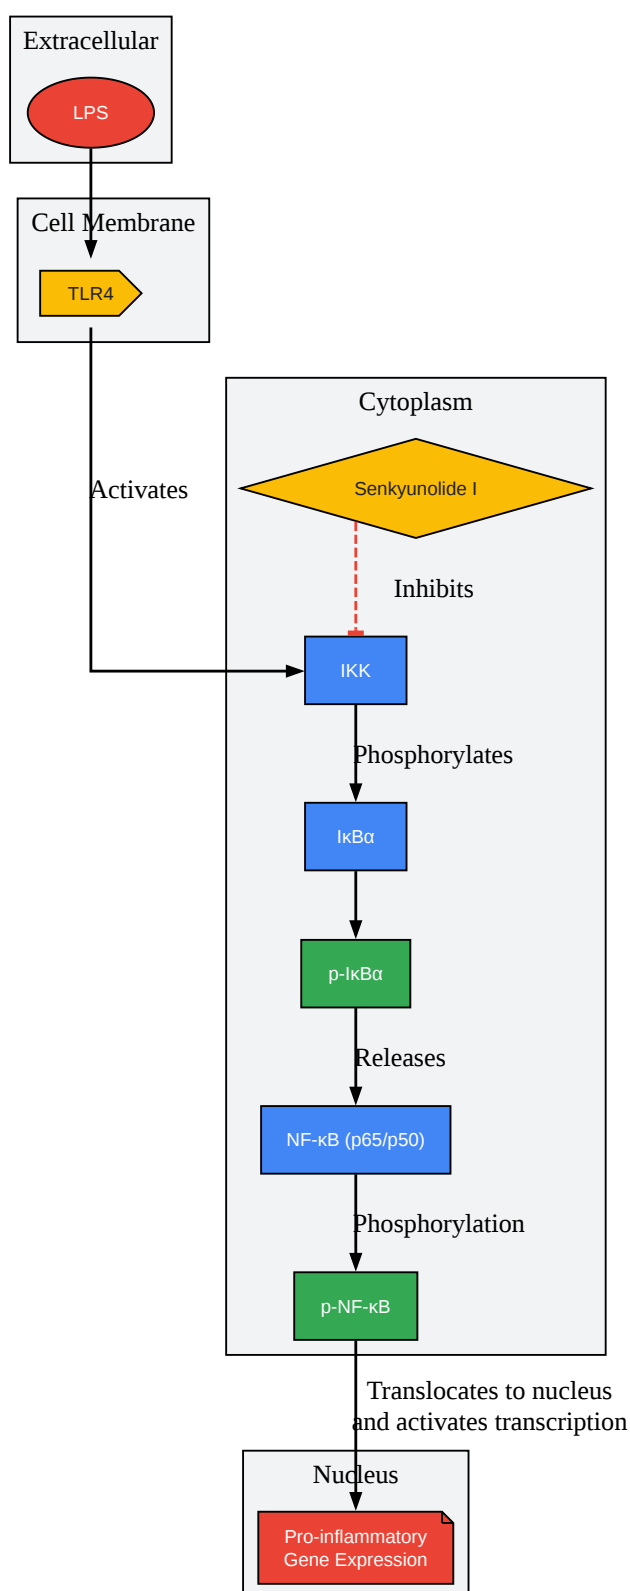 Extracellular
LPS
Cell Membrane
TLR4
Cytoplasm
Senkyunolide I
Activates
Inhibits
IKK
Phosphorylates
IκBα
p-IκBα
Releases
NF-κB (p65/p50)
Phosphorylation
p-NF-κB
Translocates to nucleus
and activates transcription
Nucleus
Pro-inflammatory
Gene Expression